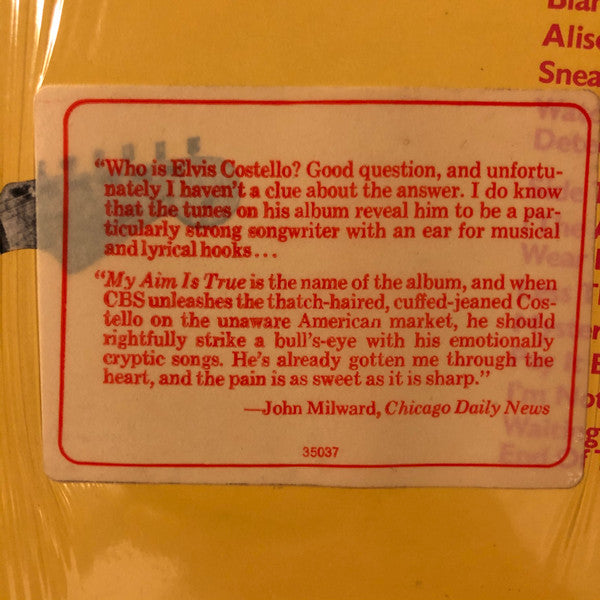 Alis
Snea
"Who is Elvis Costello? Good question, and unfortu-
nately I haven't a clue about the answer. I do know
that the tunes on his album reveal him to be a par-
ticularly strong songwriter with an ear for musical
and lyrical hooks...
"My Aim Is True is the name of the album, and when
CBS unleashes the thatch-haired, cuffed-jeaned Cos-
tello on the unaware American market, he should
rightfully strike a bull's-eye with his emotionally
cryptic songs. He's already gotten me through the
heart, and the pain is as sweet as it is sharp."
—John Milward, Chicago Daily News
35037